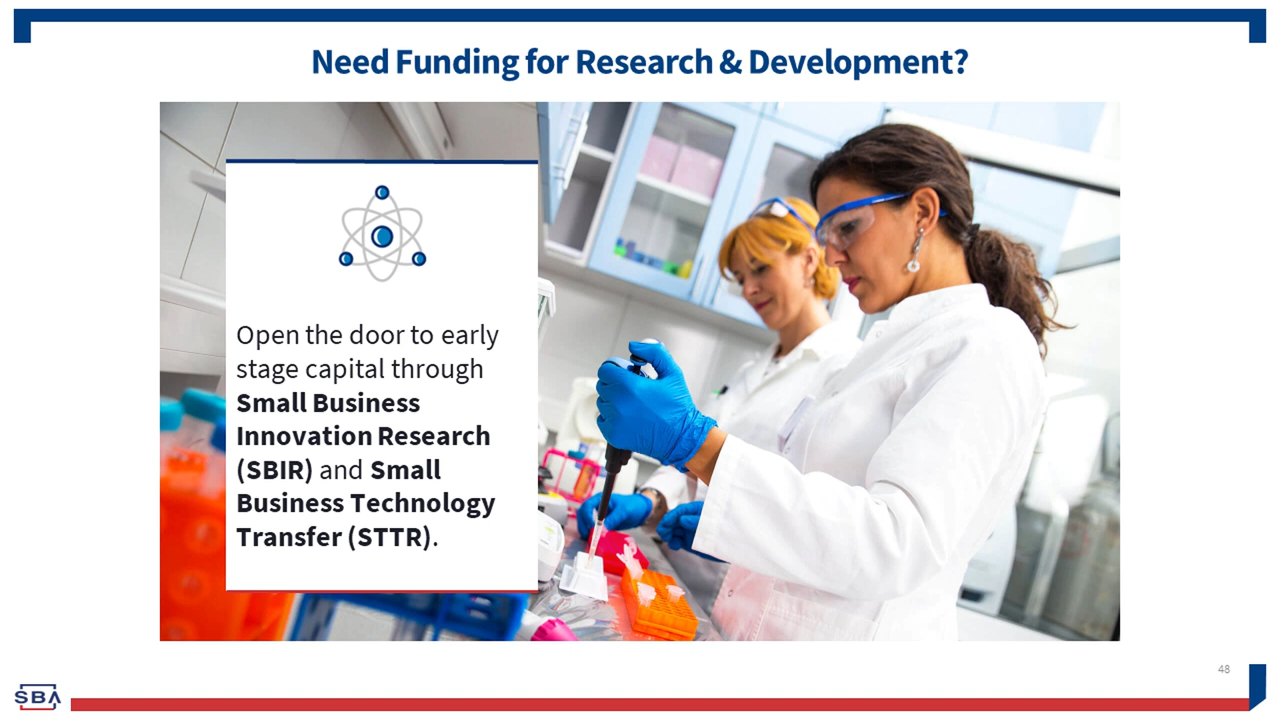 Need Funding for Research & Development?
Open the door to early
stage capital through
Small Business
Innovation Research
(SBIR) and Small
Business Technology
Transfer (STTR).
48
SBA